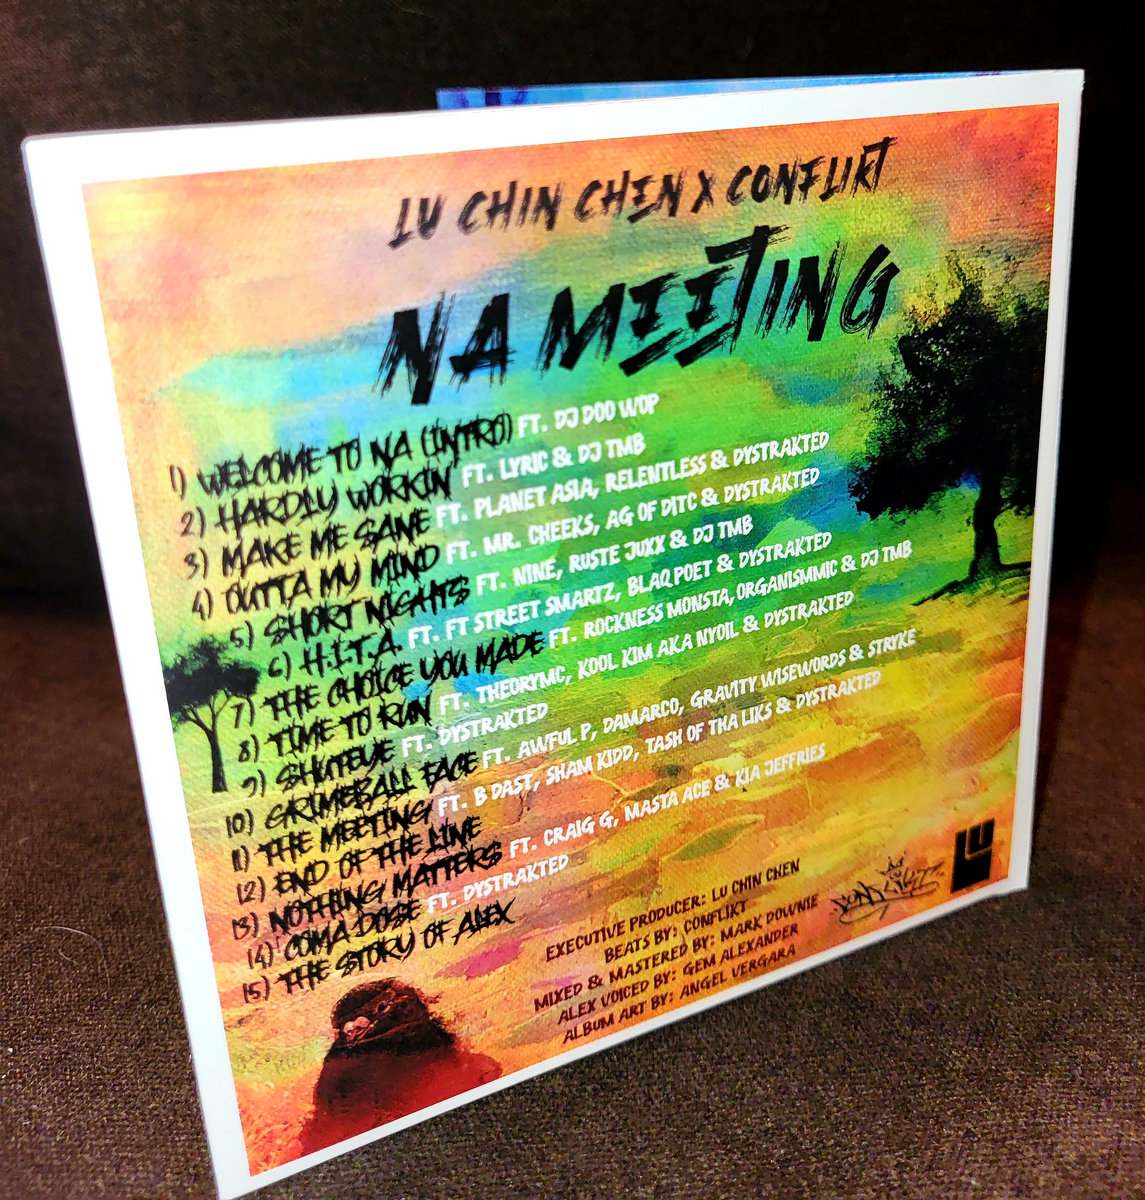 LU CHIN CHEN X CONFLIKT
NA MEETING
1) WELCOME TO NA (INTRO) FT. DJ DOO WOP
2) HARDLY WORKIN' FT. LYRIC & DJ TMB
3) MAKE ME SANE FT. PLANET ASIA, RELENTLESS & DYSTRAKTED
4) OUTTA MY MIND FT. MR. CHEEKS, AG OF DITC & DYSTRAKTED
5) SHORT NIGHTS FT. NINE, RUSTE JUXX & DJ TMB
6) H.I.T.A. FT. FT STREET SMARTZ, BLAQ POET & DYSTRAKTED
7) THE CHOICE YOU MADE FT. ROCKNESS MONSTA, ORGANISMMIC & DJ TMB
8) TIME TO RUN FT. THEORYMC, KOOL KIM AKA NYOIL & DYSTRAKTED
9) SHUTEYE FT. DYSTRAKTED
10) GRIMEBALL FACE FT. AWFUL P, DAMARCO, GRAVITY WISEWORDS & STRYKE
11) THE MEETING FT. B DAST, SHAM KIDD, TASH OF THA LIKS & DYSTRAKTED
12) END OF THE LINE
13) NOTHING MATTERS FT. CRAIG G, MASTA ACE & KIA JEFFRIES
14) COMA DOSE FT. DYSTRAKTED
15) THE STORY OF ALEX
EXECUTIVE PRODUCER: LU CHIN CHEN
BEATS BY: CONFLIKT
MIXED & MASTERED BY: MARK DOWNIE
ALEX VOICED BY: GEM ALEXANDER
ALBUM ART BY: ANGEL VERGARA
LU